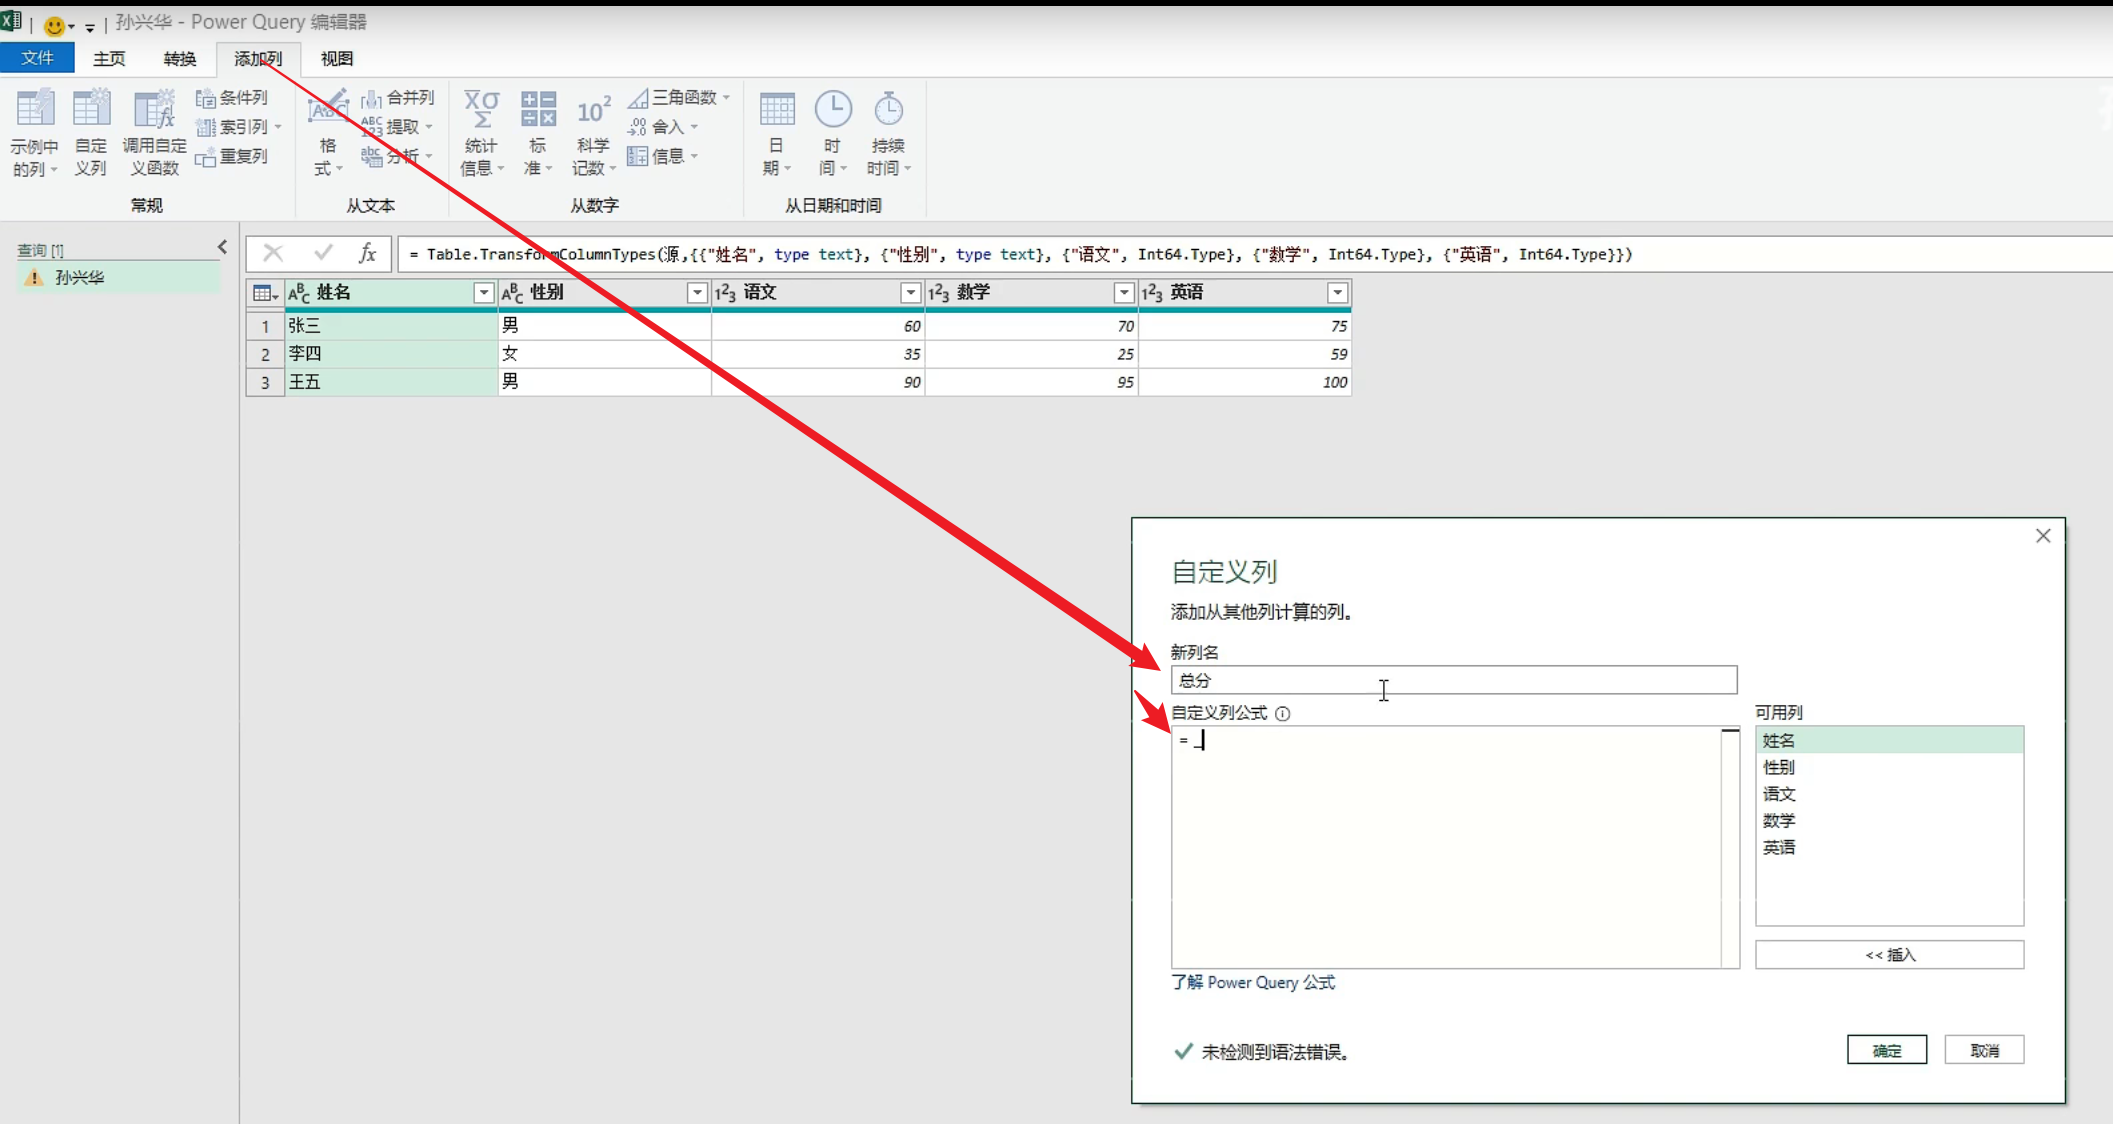 孙兴华 - Power Query 编辑器
文件 主页 转换 添加列 视图
示例中的列
自定义列
调用自定义函数
条件列
索引列
重复列
常规
格式
合并列
提取
分析
从文本
统计信息
标准
科学记数
三角函数
舍入
信息
从数字
日期
时间
持续时间
从日期和时间
查询 [1]
孙兴华
fx = Table.TransformColumnTypes(源,{{"姓名", type text}, {"性别", type text}, {"语文", Int64.Type}, {"数学", Int64.Type}, {"英语", Int64.Type}})
姓名 性别 语文 数学 英语
1 张三 男 60 70 75
2 李四 女 35 25 59
3 王五 男 90 95 100
自定义列
添加从其他列计算的列。
新列名
总分
自定义列公式
= _
可用列
姓名
性别
语文
数学
英语
<< 插入
了解 Power Query 公式
未检测到语法错误。
确定 取消